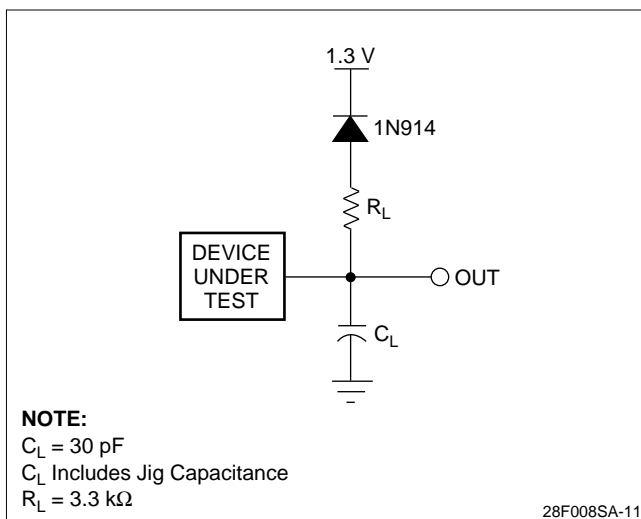 1.3 V
1N914
R_L
DEVICE
UNDER
TEST
OUT
C_L
NOTE:
C_L = 30 pF
C_L Includes Jig Capacitance
R_L = 3.3 kΩ
28F008SA-11